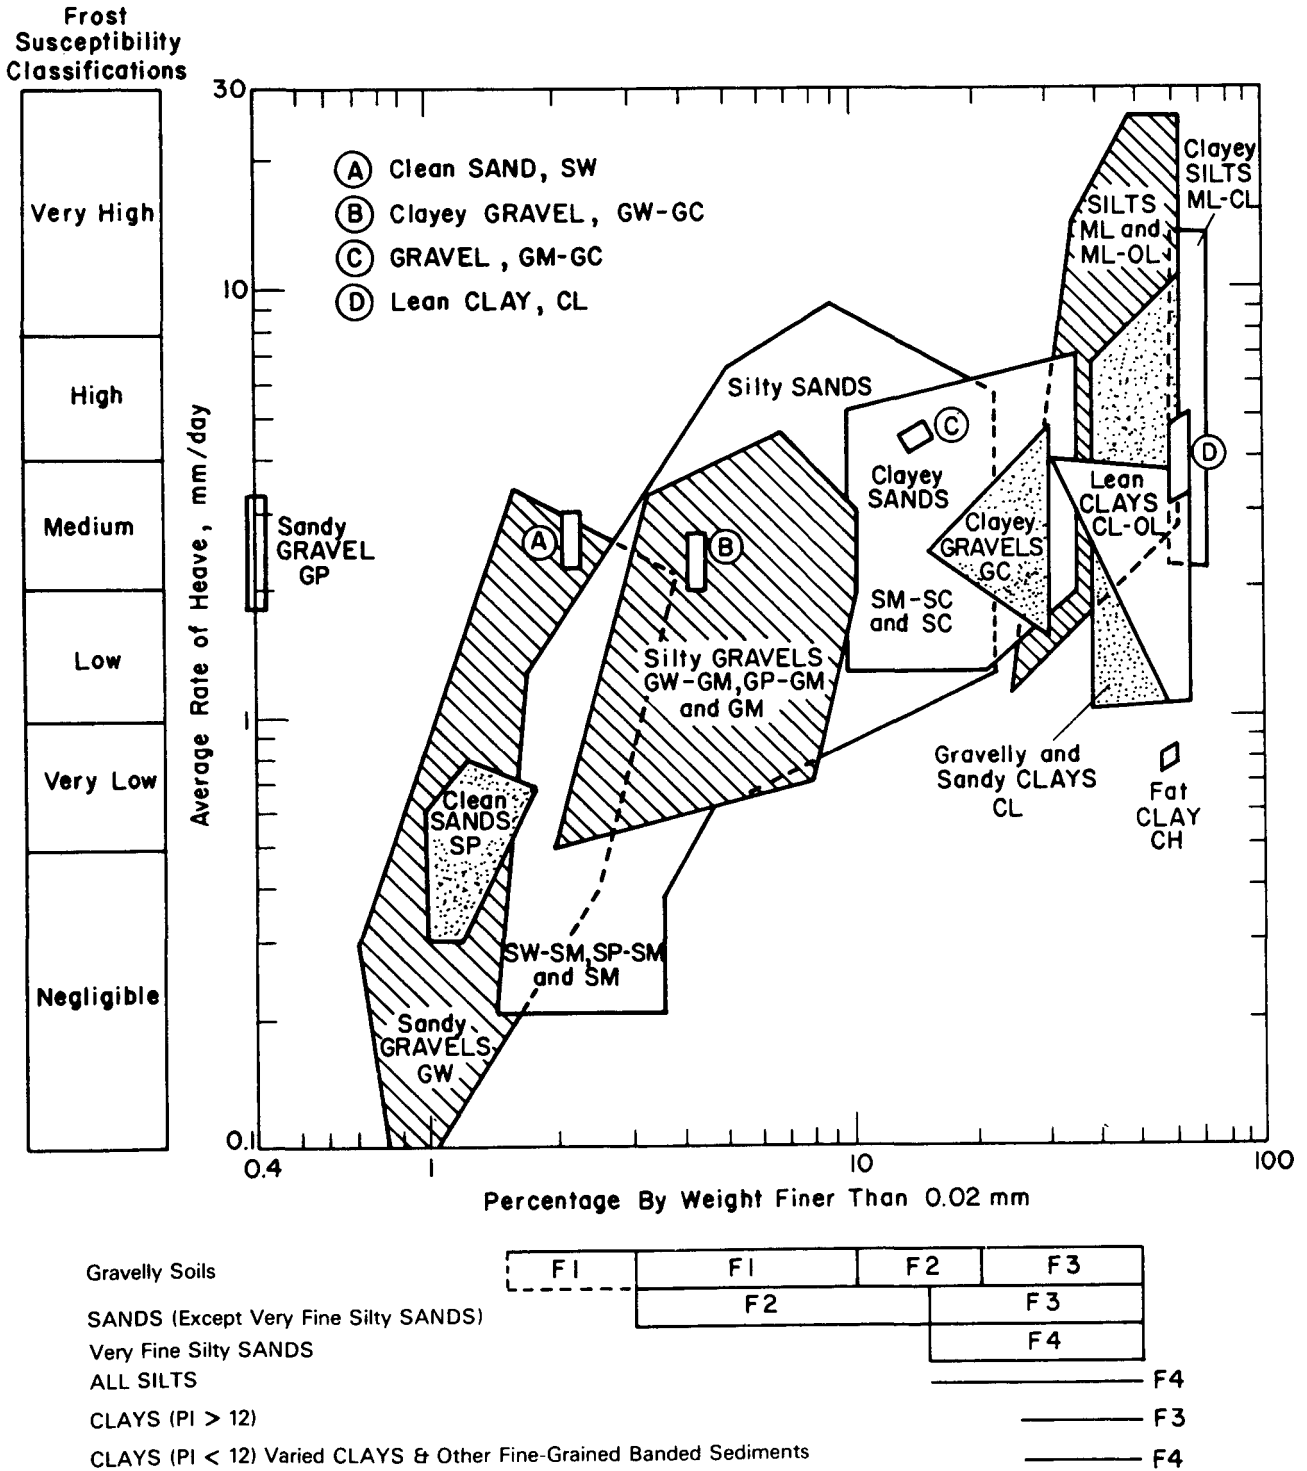 Frost
Susceptibility
Classifications
Very High
High
Medium
Low
Very Low
Negligible
Average Rate of Heave, mm/day
30
10
1
0.1
A Clean SAND, SW
B Clayey GRAVEL, GW-GC
C GRAVEL, GM-GC
D Lean CLAY, CL
Clayey
SILTS
ML-CL
SILTS
ML and
ML-OL
Silty SANDS
C
D
Clayey
SANDS
Lean
CLAYS
CL-OL
Sandy
GRAVEL
GP
A
B
Clayey
GRAVELS
GC
SM-SC
and SC
Silty GRAVELS
GW-GM, GP-GM
and GM
Gravelly and
Sandy CLAYS
CL
Fat
CLAY
CH
Clean
SANDS
SP
SW-SM, SP-SM
and SM
Sandy
GRAVELS
GW
0.4
1
10
100
Percentage By Weight Finer Than 0.02 mm
Gravelly Soils F1 F1 F2 F3
SANDS (Except Very Fine Silty SANDS) F2 F3
Very Fine Silty SANDS F4
ALL SILTS F4
CLAYS (PI > 12) F3
CLAYS (PI < 12) Varied CLAYS & Other Fine-Grained Banded Sediments F4